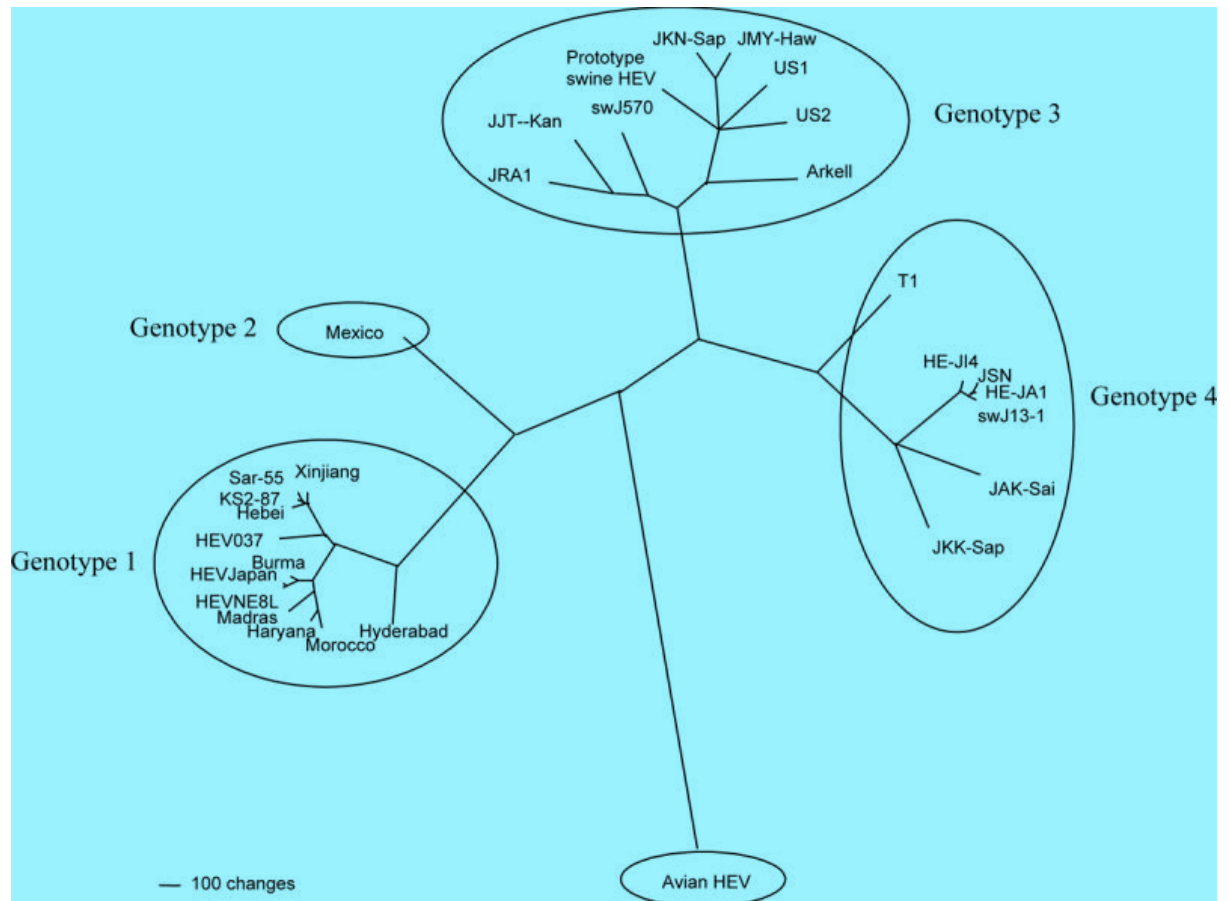 JKN-Sap
JMY-Haw
Prototype
swine HEV
US1
swJ570
US2
JJT--Kan
Genotype 3
JRA1
Arkell
T1
Genotype 2
Mexico
HE-JI4
JSN
HE-JA1
swJ13-1
Genotype 4
JAK-Sai
JKK-Sap
Sar-55
Xinjiang
KS2-87
Hebei
HEV037
Genotype 1
Burma
HEVJapan
HEVNE8L
Madras
Haryana
Morocco
Hyderabad
100 changes
Avian HEV